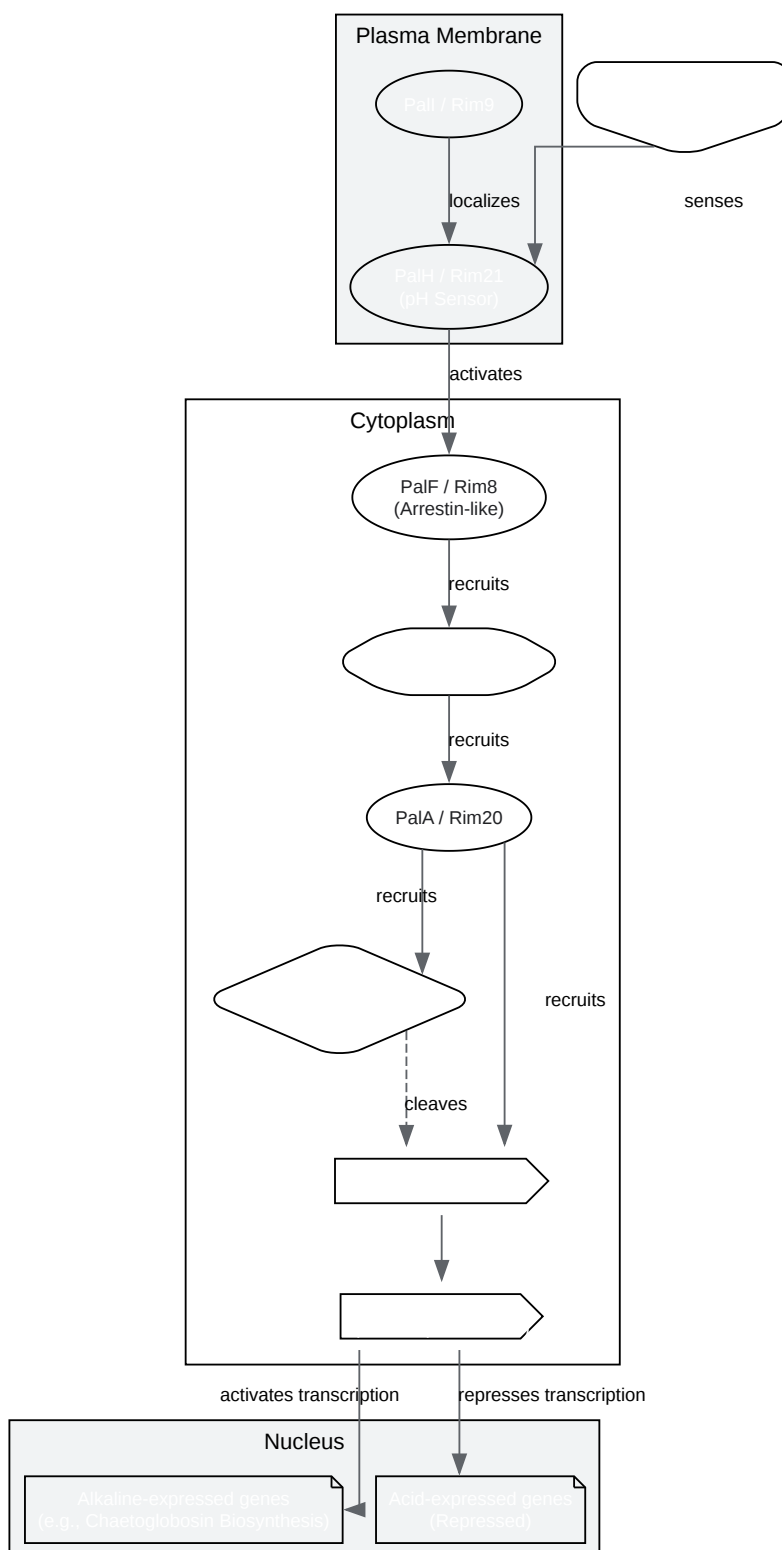 Plasma Membrane
PalI / Rim9
localizes
senses
PalH / Rim21
(pH Sensor)
activates
Cytoplasm
PalF / Rim8
(Arrestin-like)
recruits
recruits
PalA / Rim20
recruits
recruits
cleaves
activates transcription
represses transcription
Nucleus
Alkaline-expressed genes
(e.g., Chaetoglobosin Biosynthesis)
Acid-expressed genes
(Repressed)